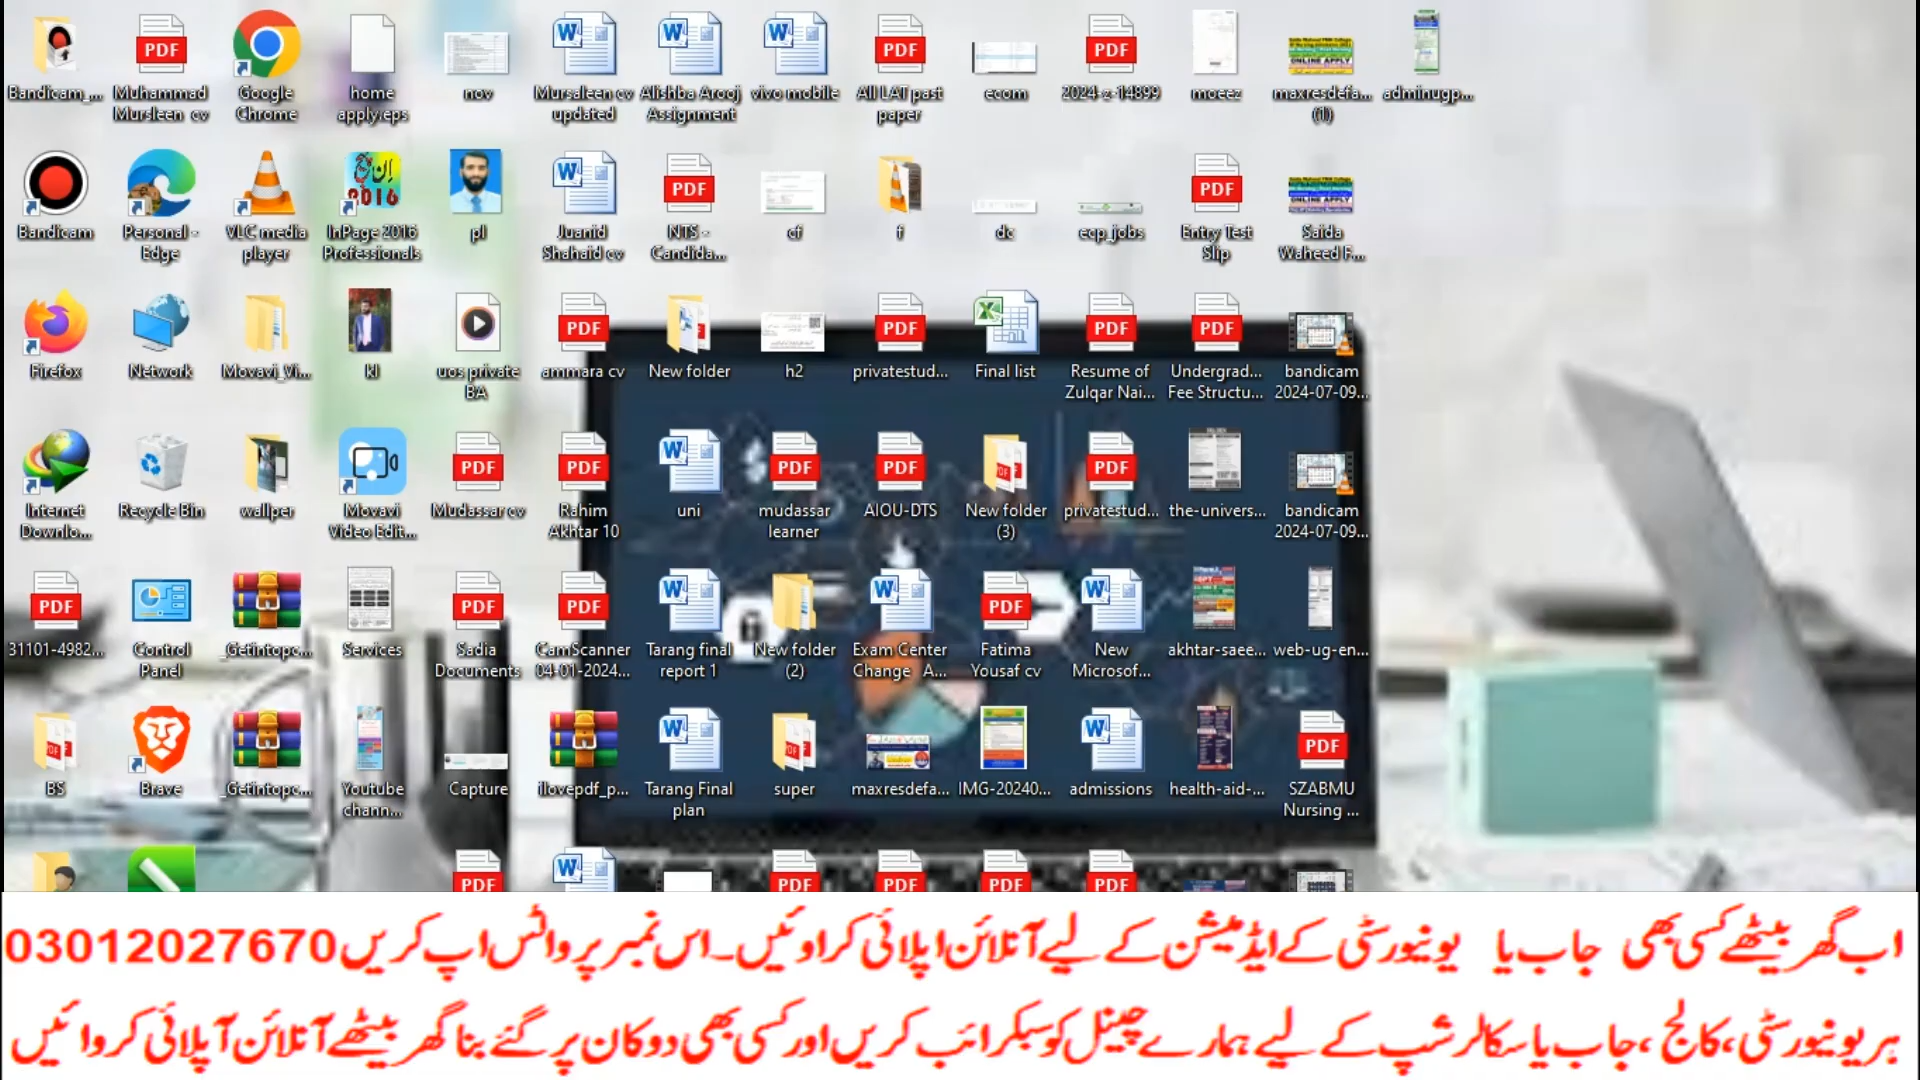 Bandicam_...
Muhammad Mursleen cv
Google Chrome
home apply.eps
nov
Mursaleen cv updated
Alishba Arooj Assignment
vivo mobile
All LAT past paper
ecom
2024-z-14899
moeez
maxresdefa... (1)
adminugp...
Bandicam
Personal - Edge
VLC media player
InPage 2016 Professionals
pl
Juanid Shahaid cv
NTS - Candida...
cf
f
dc
ecp_jobs
Entry Test Slip
Saida Waheed F...
Firefox
Network
Movavi_Vi...
kl
uos private BA
ammara cv
New folder
h2
privatestud...
Final list
Resume of Zulqar Nai...
Undergrad... Fee Structu...
bandicam 2024-07-09...
Internet Downlo...
Recycle Bin
wallper
Movavi Video Edit...
Mudassar cv
Rahim Akhtar 10
uni
mudassar learner
AIOU-DTS
New folder (3)
privatestud...
the-univers...
bandicam 2024-07-09...
31101-4982...
Control Panel
_Getintopc...
Services
Sadia Documents
CamScanner 04-01-2024...
Tarang final report 1
New folder (2)
Exam Center Change _A...
Fatima Yousaf cv
New Microsof...
akhtar-saee...
web-ug-en...
BS
Brave
_Getintopc...
Youtube chann...
Capture
ilovepdf_p...
Tarang Final plan
super
maxresdefa...
IMG-20240...
admissions
health-aid-...
SZABMU Nursing ...
اب گھر بیٹھے کسی بھی جاب یا یونیورسٹی کے ایڈمیشن کے لیے آنلائن اپلائی کراوئیں۔ اس نمبر پر واٹس اپ کریں 03012027670
ہر یونیورسٹی، کالج ، جاب یا سکالرشپ کے لیے ہمارے چینل کو سبکرائب کریں اور کسی بھی دوکان پر گئے بنا گھر بیٹھے آنلائن آپلائی کروائیں